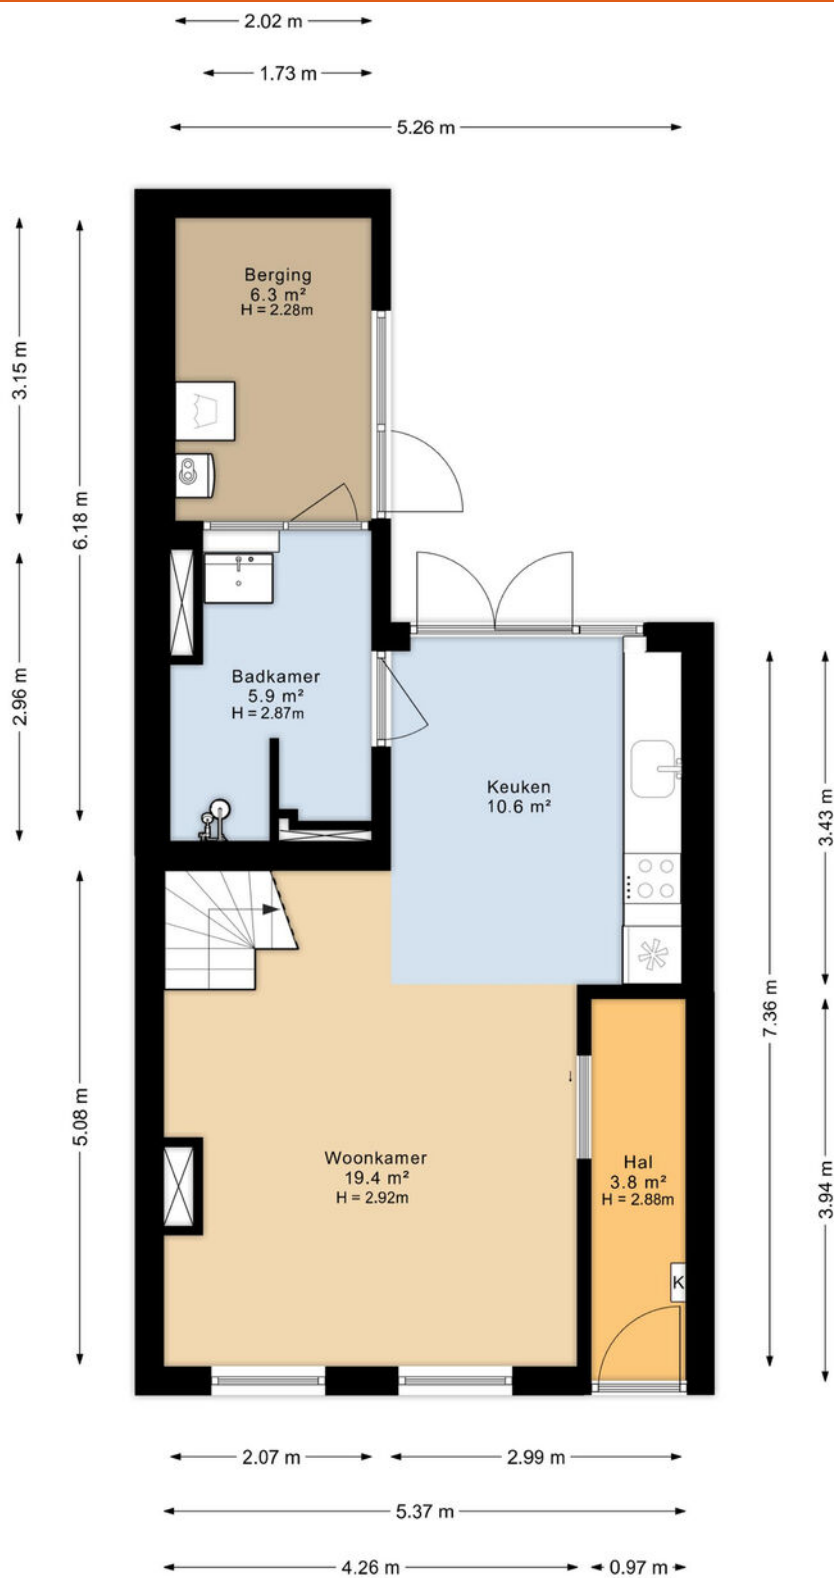 2.02 m
1.73 m
5.26 m
Berging
6.3 m²
H = 2.28m
3.15 m
6.18 m
2.96 m
Badkamer
5.9 m²
H = 2.87m
Keuken
10.6 m²
3.43 m
7.36 m
5.08 m
Woonkamer
19.4 m²
H = 2.92m
Hal
3.8 m²
H = 2.88m
3.94 m
K
2.07 m
2.99 m
5.37 m
4.26 m
0.97 m